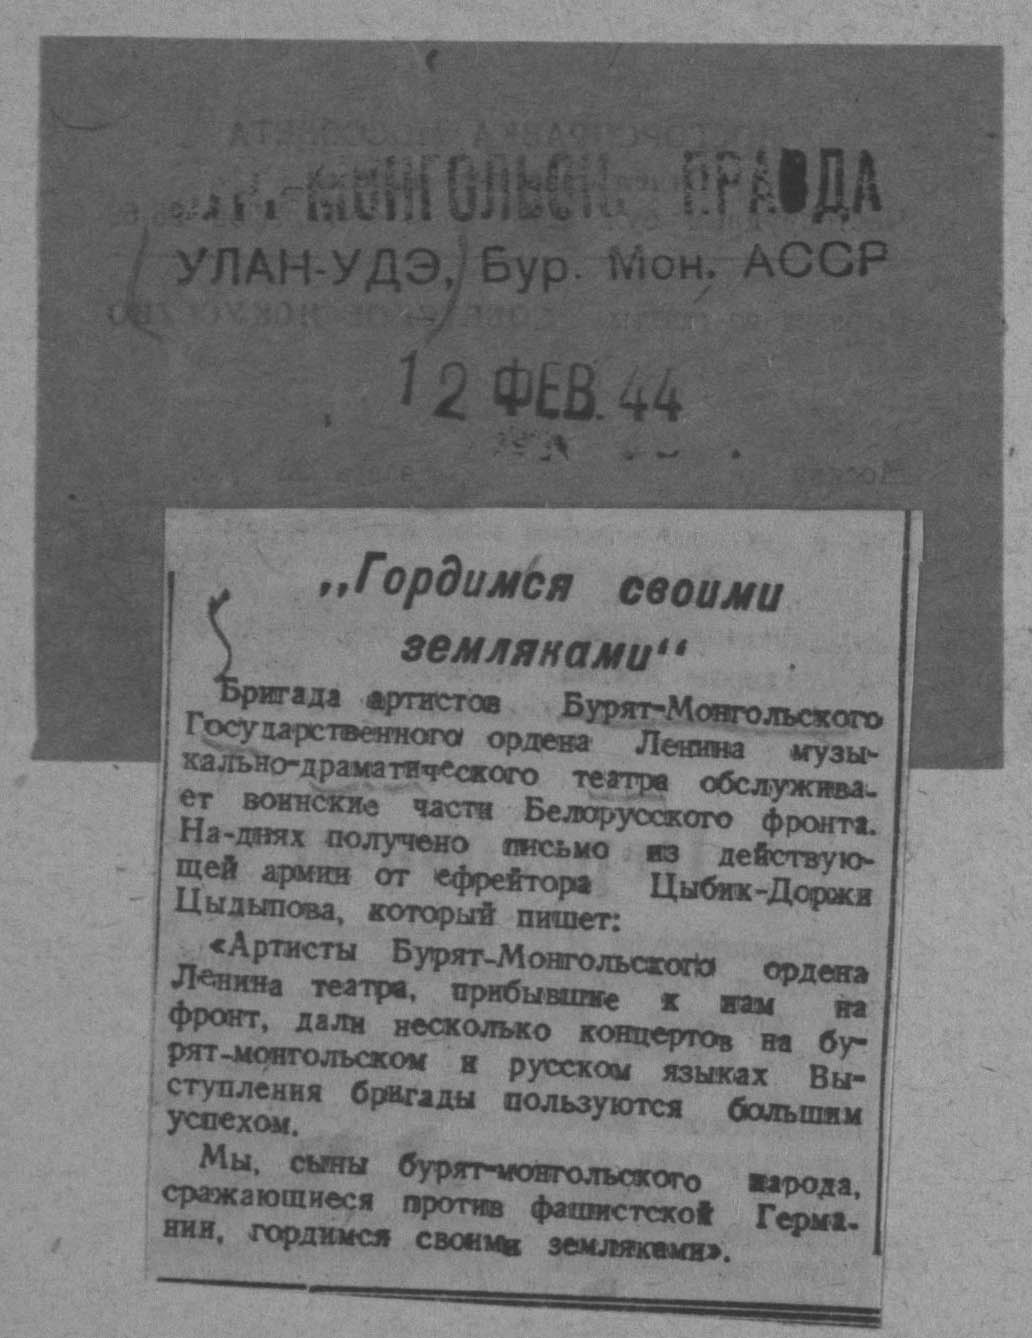 -МОНГОЛЬСК ПРАВДА
УЛАН-УДЭ, Бур. Мон. АССР
12 ФЕВ. 44
„Гордимся своими
земляками“
Бригада артистов Бурят-Монгольского
Государственного ордена Ленина музы-
кально-драматического театра обслужива-
ет воинские части Белорусского фронта.
На-днях получено письмо из действую-
щей армии от ефрейтора Цыбик-Доржи
Цыдыпова, который пишет:
«Артисты Бурят-Монгольского ордена
Ленина театра, прибывшие к нам на
фронт, дали несколько концертов на бу-
рят-монгольском и русском языках Вы-
ступления бригады пользуются большим
успехом.
Мы, сыны бурят-монгольского народа,
сражающиеся против фашистской Герма-
нии, гордимся своими земляками».